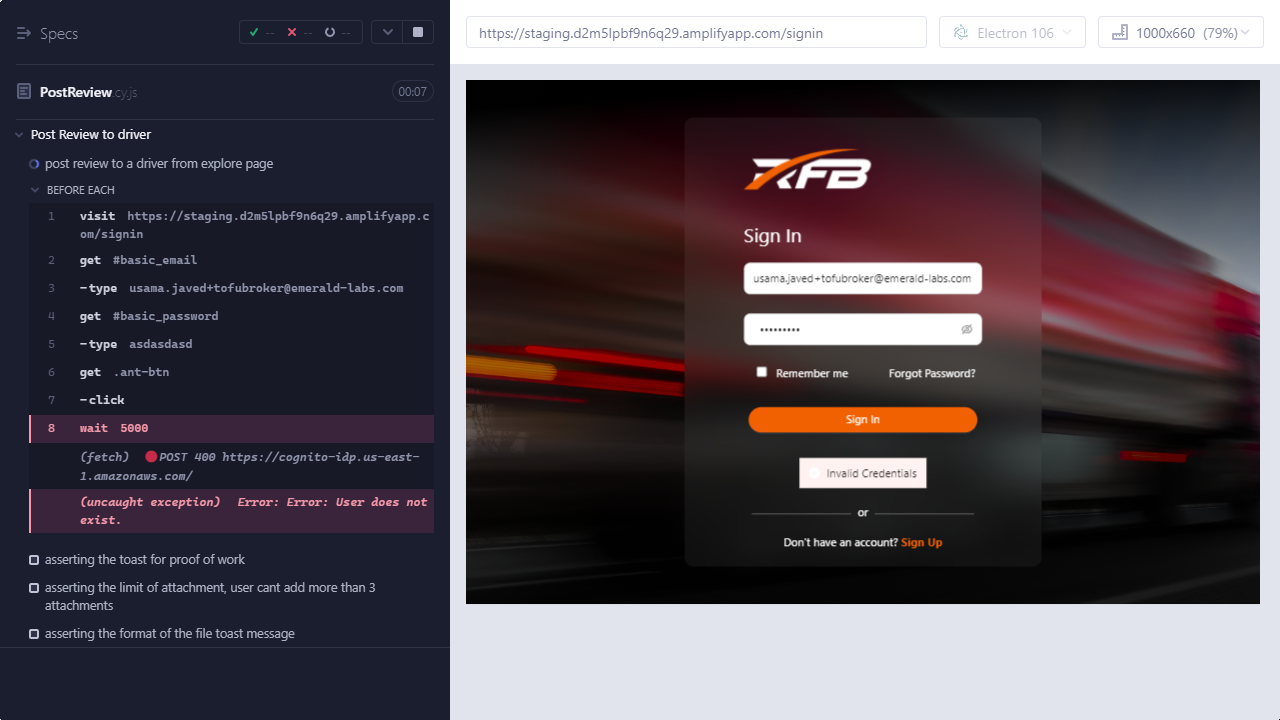 Specs
--
--
--
PostReview.cy.js
00:07
Post Review to driver
post review to a driver from explore page
BEFORE EACH
1 visit https://staging.d2m5lpbf9n6q29.amplifyapp.c
om/signin
2 get #basic_email
3 -type usama.javed+tofubroker@emerald-labs.com
4 get #basic_password
5 -type asdasdasd
6 get .ant-btn
7 -click
8 wait 5000
(fetch) POST 400 https://cognito-idp.us-east-
1.amazonaws.com/
(uncaught exception) Error: Error: User does not
exist.
asserting the toast for proof of work
asserting the limit of attachment, user cant add more than 3
attachments
asserting the format of the file toast message
https://staging.d2m5lpbf9n6q29.amplifyapp.com/signin
Electron 106
1000x660 (79%)
RFB
Sign In
usama.javed+tofubroker@emerald-labs.com
•••••••••
Remember me
Forgot Password?
Sign In
Invalid Credentials
or
Don't have an account? Sign Up